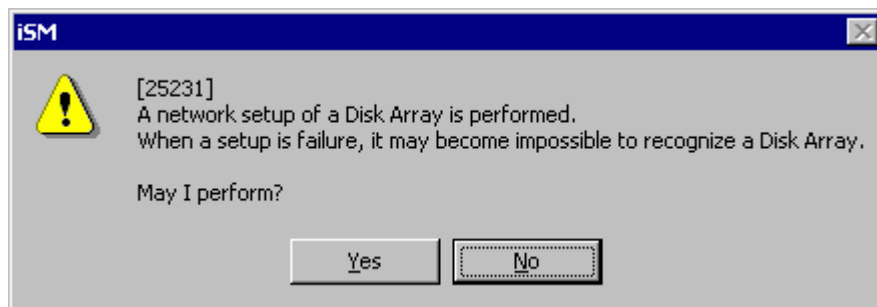 iSM
[25231]
A network setup of a Disk Array is performed.
When a setup is failure, it may become impossible to recognize a Disk Array.
May I perform?
Yes
No